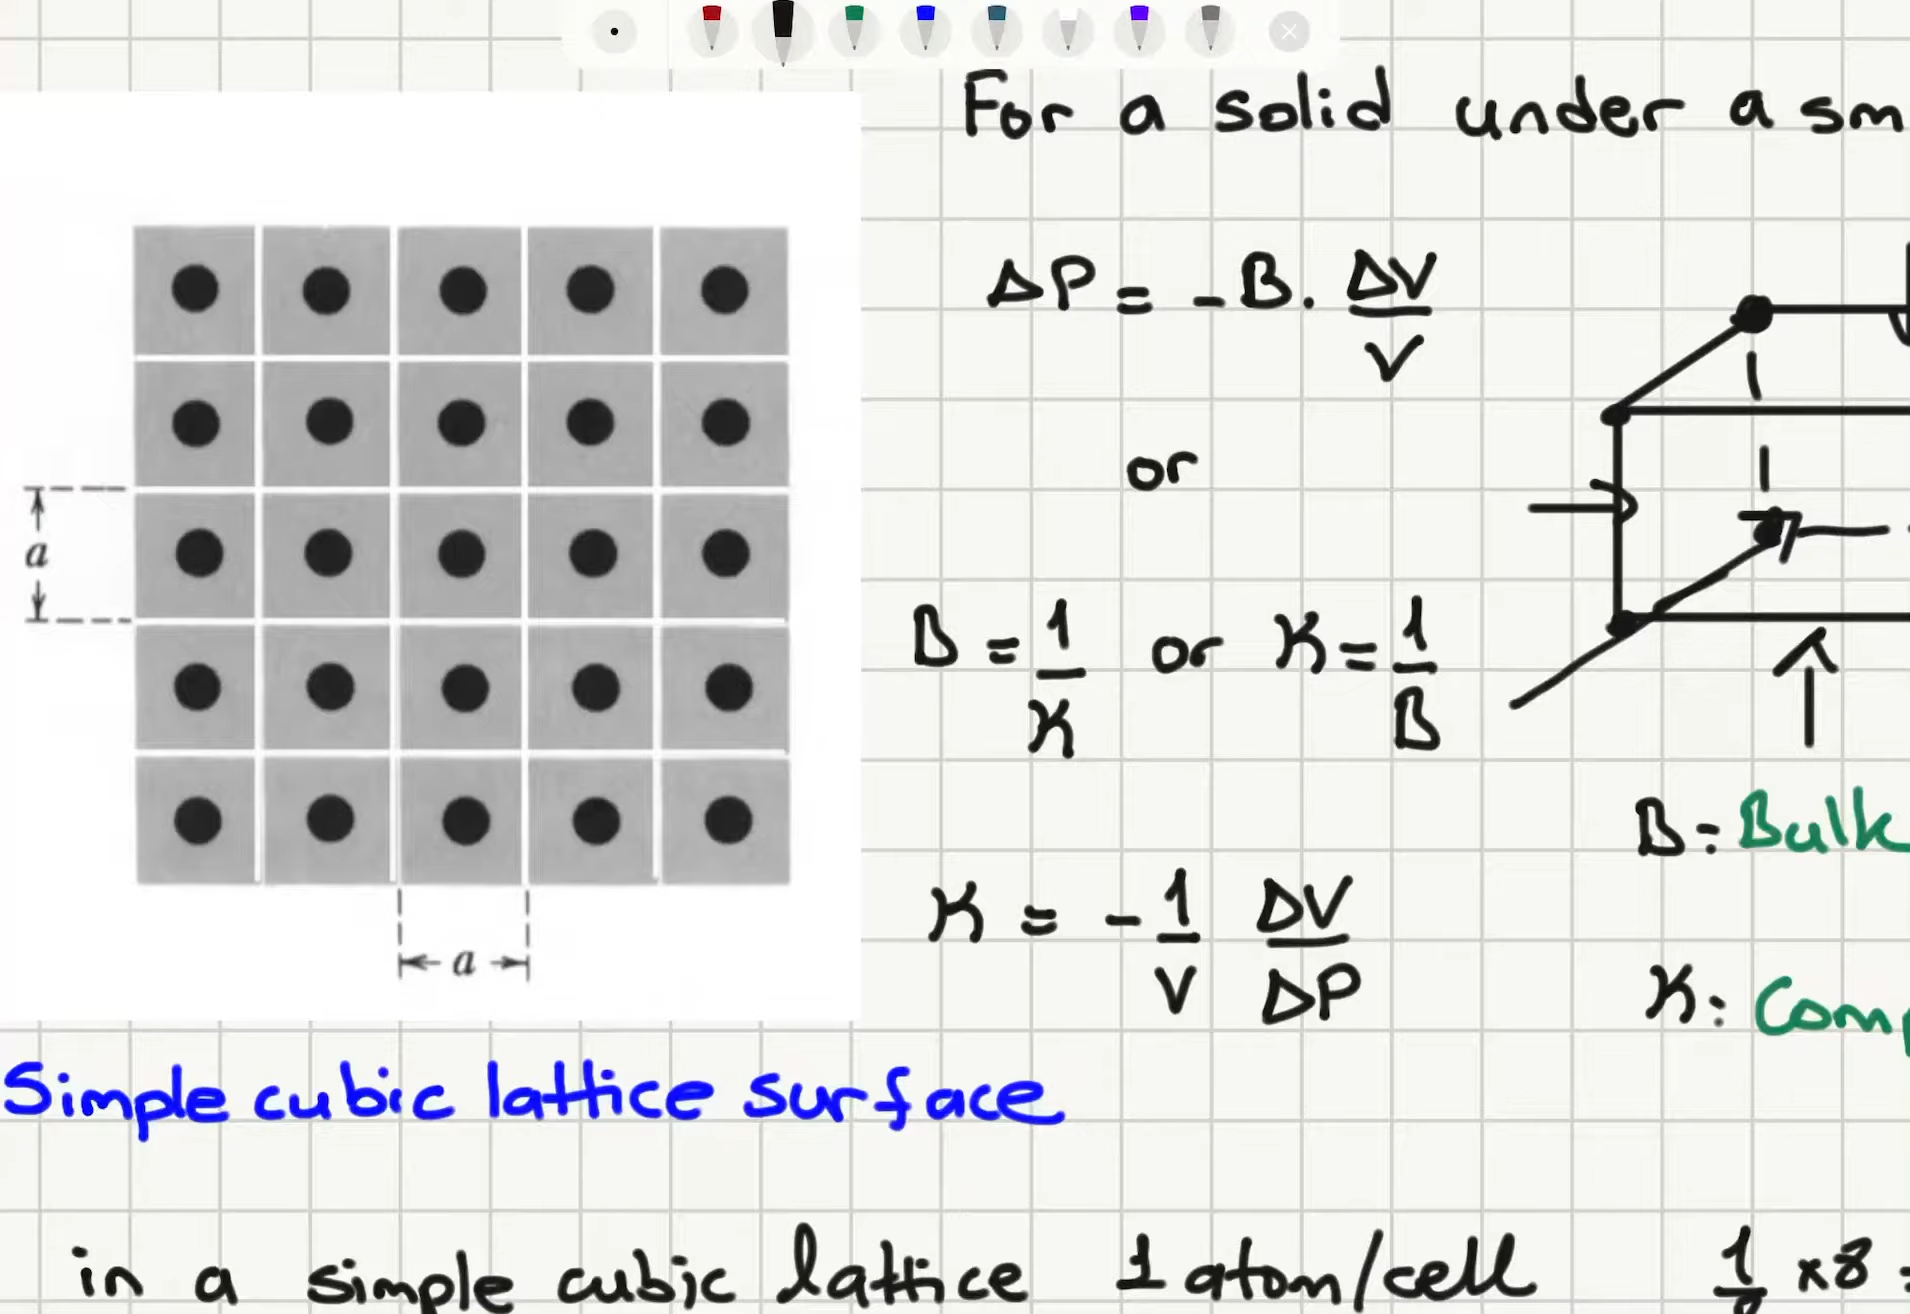 For a solid under a sm
ΔP = -B. ΔV/V
or
a
B = 1/K or K = 1/B
B: Bulk
K = -1/V ΔV/ΔP
a
K: Comp
Simple cubic lattice surface
in a simple cubic lattice 1 atom/cell 1/8 x8 =